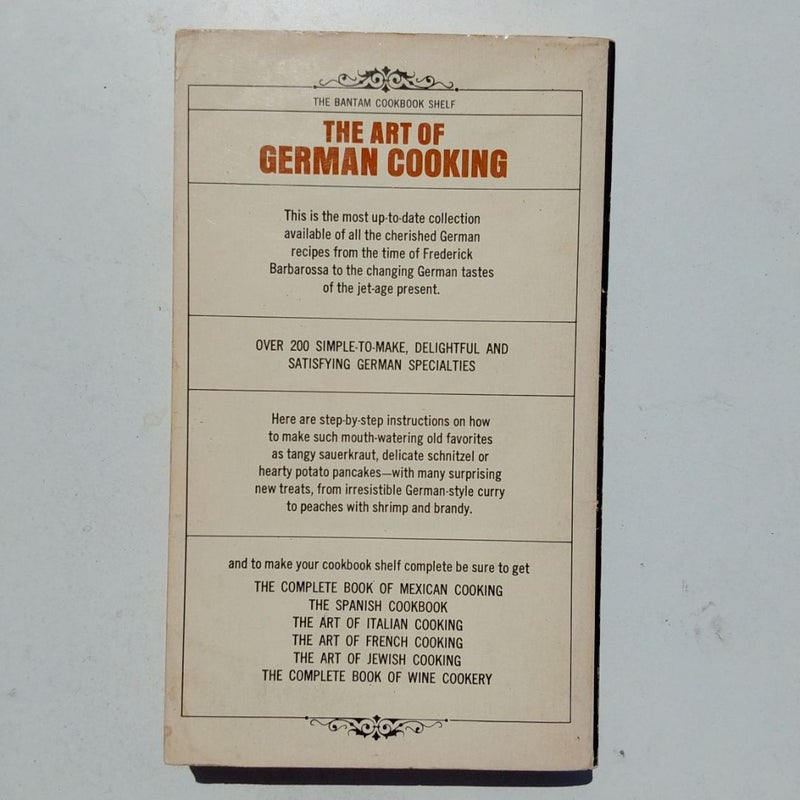 THE BANTAM COOKBOOK SHELF
THE ART OF
GERMAN COOKING
This is the most up-to-date collection
available of all the cherished German
recipes from the time of Frederick
Barbarossa to the changing German tastes
of the jet-age present.
OVER 200 SIMPLE-TO-MAKE, DELIGHTFUL AND
SATISFYING GERMAN SPECIALTIES
Here are step-by-step instructions on how
to make such mouth-watering old favorites
as tangy sauerkraut, delicate schnitzel or
hearty potato pancakes—with many surprising
new treats, from irresistible German-style curry
to peaches with shrimp and brandy.
and to make your cookbook shelf complete be sure to get
THE COMPLETE BOOK OF MEXICAN COOKING
THE SPANISH COOKBOOK
THE ART OF ITALIAN COOKING
THE ART OF FRENCH COOKING
THE ART OF JEWISH COOKING
THE COMPLETE BOOK OF WINE COOKERY